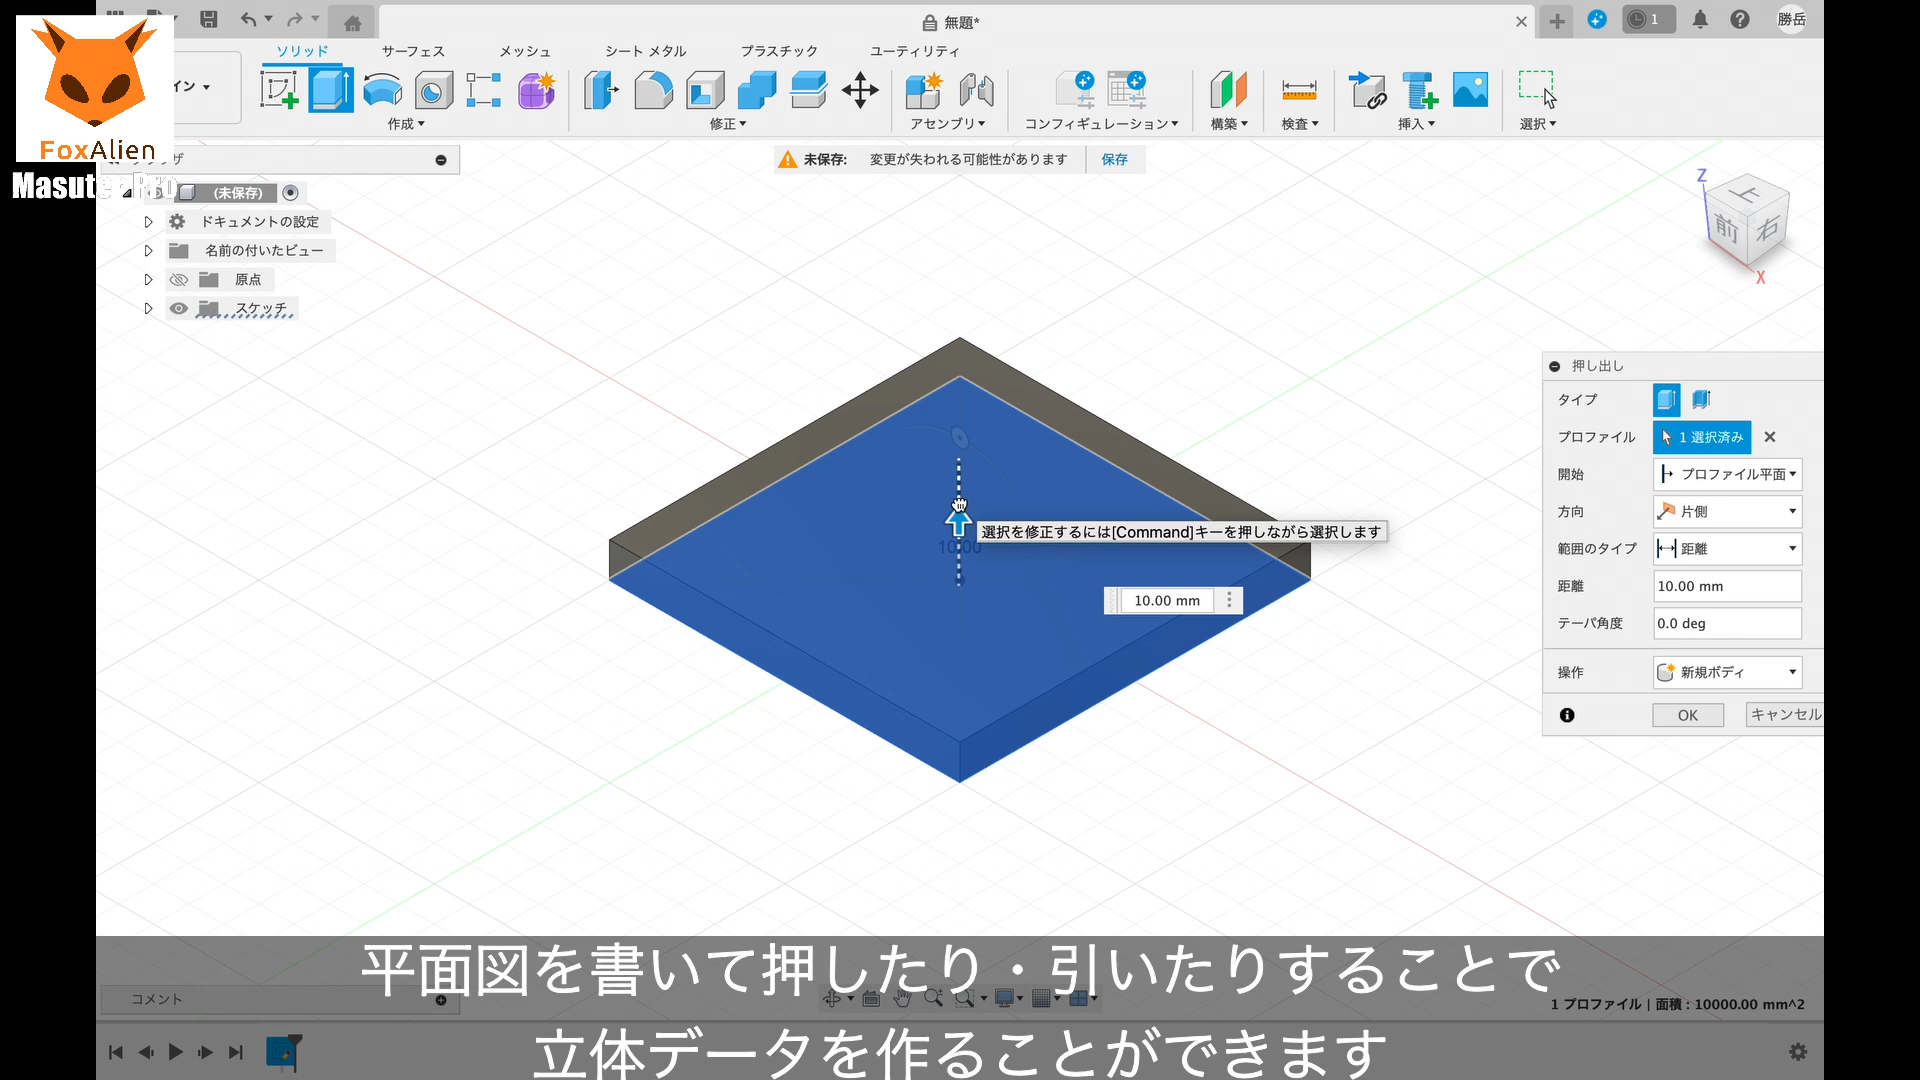 無題*
1
勝岳
FoxAlien
Masuter Pro
イン
ソリッド
サーフェス
メッシュ
シート メタル
プラスチック
ユーティリティ
作成
修正
アセンブリ
コンフィギュレーション
構築
検査
挿入
選択
未保存: 変更が失われる可能性があります 保存
(未保存)
ドキュメントの設定
名前の付いたビュー
原点
スケッチ
Z
上
前
右
X
選択を修正するには[Command]キーを押しながら選択します
10.00
10.00 mm
押し出し
タイプ
プロファイル 1 選択済み
開始 プロファイル平面
方向 片側
範囲のタイプ 距離
距離 10.00 mm
テーパ角度 0.0 deg
操作 新規ボディ
OK キャンセル
平面図を書いて押したり・引いたりすることで
立体データを作ることができます
コメント
1 プロファイル | 面積 : 10000.00 mm^2